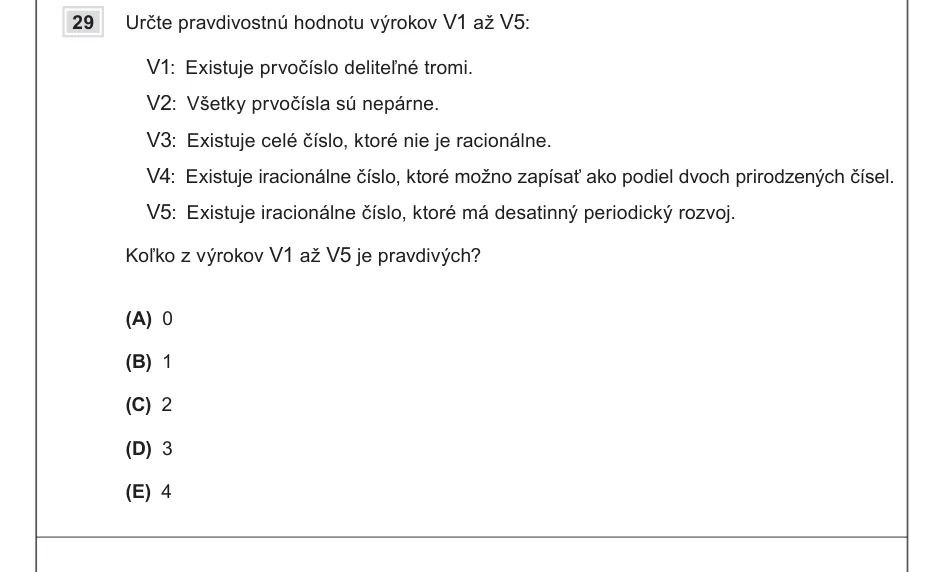 29 Určte pravdivostnú hodnotu výrokov V1 až V5:
V1: Existuje prvočíslo deliteľné tromi.
V2: Všetky prvočísla sú nepárne.
V3: Existuje celé číslo, ktoré nie je racionálne.
V4: Existuje iracionálne číslo, ktoré možno zapísať ako podiel dvoch prirodzených čísel.
V5: Existuje iracionálne číslo, ktoré má desatinný periodický rozvoj.
Koľko z výrokov V1 až V5 je pravdivých?
(A) 0
(B) 1
(C) 2
(D) 3
(E) 4